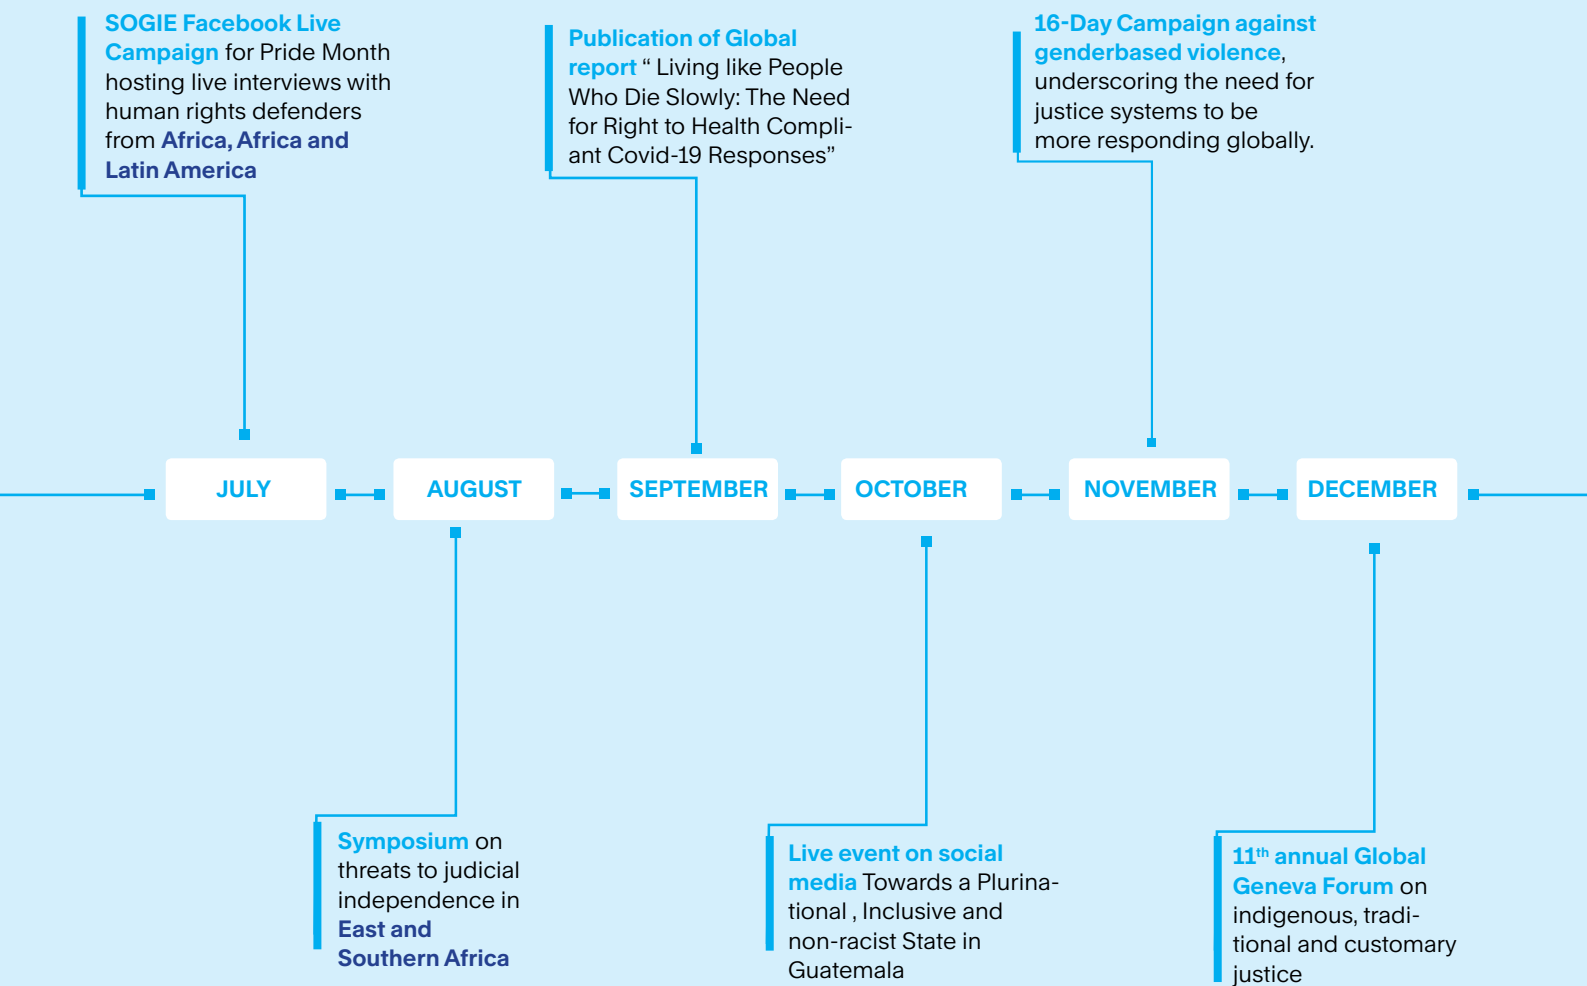 SOGIE Facebook Live
Campaign for Pride Month
hosting live interviews with
human rights defenders
from Africa, Africa and
Latin America
Publication of Global
report “ Living like People
Who Die Slowly: The Need
for Right to Health Compli-
ant Covid-19 Responses”
16-Day Campaign against
genderbased violence,
underscoring the need for
justice systems to be
more responding globally.
JULY
AUGUST
SEPTEMBER
OCTOBER
NOVEMBER
DECEMBER
Symposium on
threats to judicial
independence in
East and
Southern Africa
Live event on social
media Towards a Plurina-
tional , Inclusive and
non-racist State in
Guatemala
11th annual Global
Geneva Forum on
indigenous, tradi-
tional and customary
justice